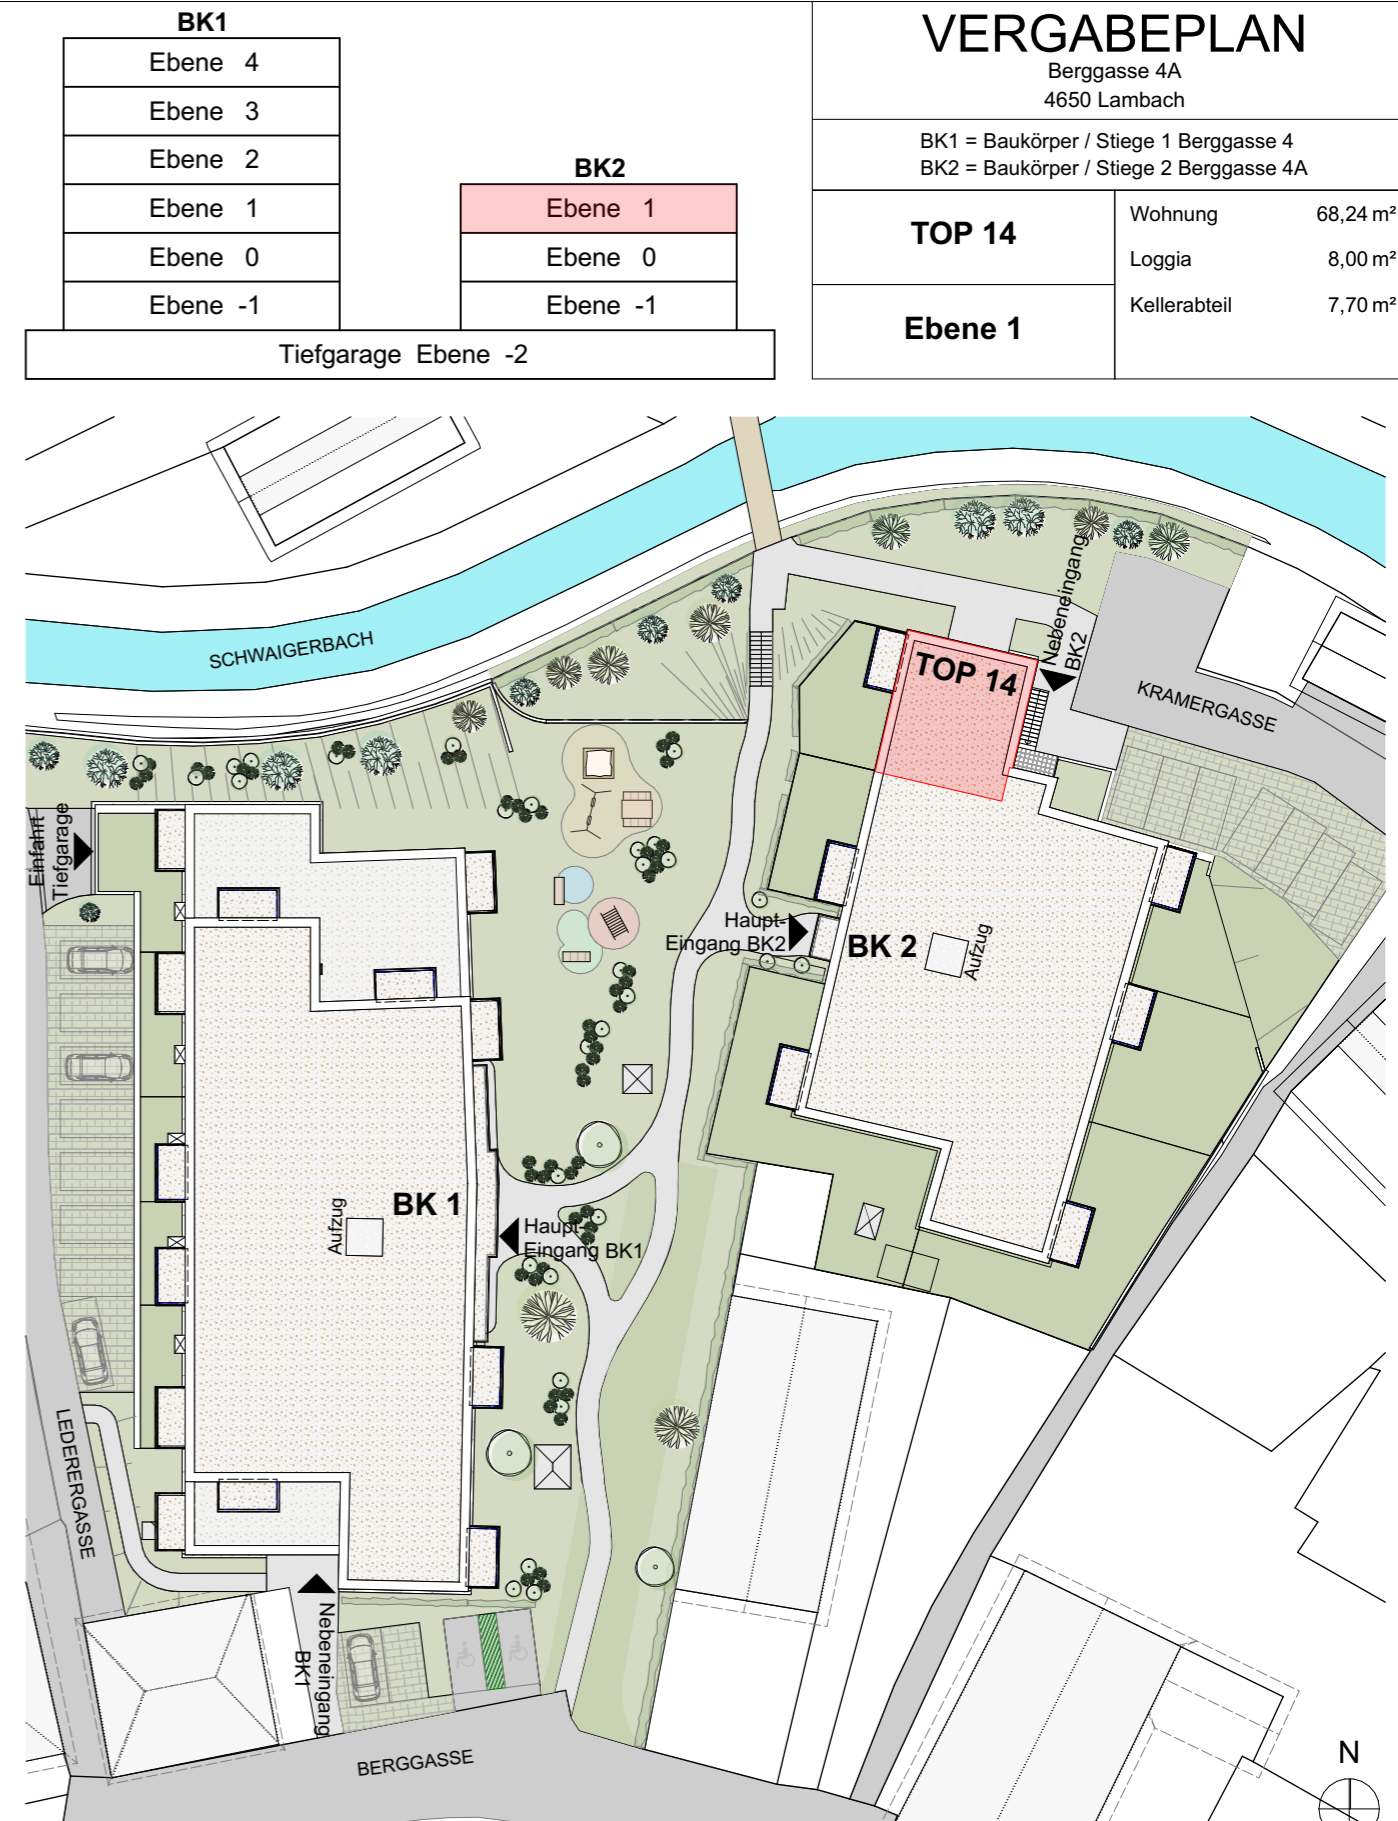 BK1
Ebene 4
Ebene 3
Ebene 2
Ebene 1
Ebene 0
Ebene -1
BK2
Ebene 1
Ebene 0
Ebene -1
Tiefgarage Ebene -2
VERGABEPLAN
Berggasse 4A
4650 Lambach
BK1 = Baukörper / Stiege 1 Berggasse 4
BK2 = Baukörper / Stiege 2 Berggasse 4A
TOP 14
Ebene 1
Wohnung 68,24 m²
Loggia 8,00 m²
Kellerabteil 7,70 m²
SCHWAIGERBACH
Nebeneingang
BK2
TOP 14
KRAMERGASSE
Einfahrt
Tiefgarage
Haupt-
Eingang BK2
BK 2
Aufzug
BK 1
Aufzug
Haupt-
Eingang BK1
LEDERERGASSE
Nebeneingang
BK1
BERGGASSE
N